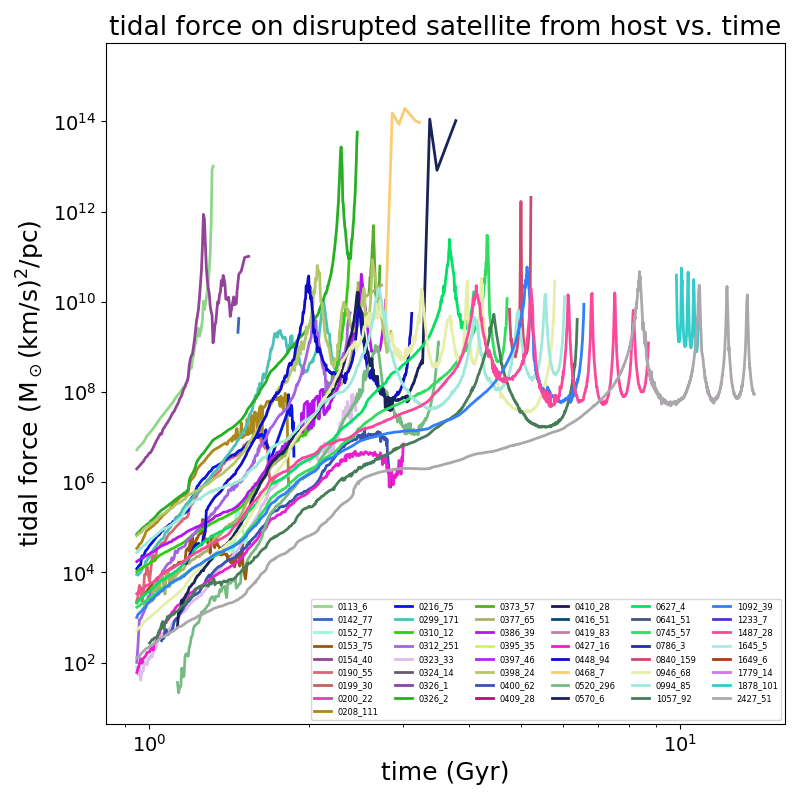 tidal force on disrupted satellite from host vs. time
tidal force (M⊙(km/s)²/pc)
10¹⁴
10¹²
10¹⁰
10⁸
10⁶
10⁴
10²
0113_6 0216_75 0373_57 0410_28 0627_4 1092_39
0142_77 0299_171 0377_65 0416_51 0641_51 1233_7
0152_77 0310_12 0386_39 0419_83 0745_57 1487_28
0153_75 0312_251 0395_35 0427_16 0786_3 1645_5
0154_40 0323_33 0397_46 0448_94 0840_159 1649_6
0190_55 0324_14 0398_24 0468_7 0946_68 1779_14
0199_30 0326_1 0400_62 0520_296 0994_85 1878_101
0200_22 0326_2 0409_28 0570_6 1057_92 2427_51
0208_111
10⁰ 10¹
time (Gyr)